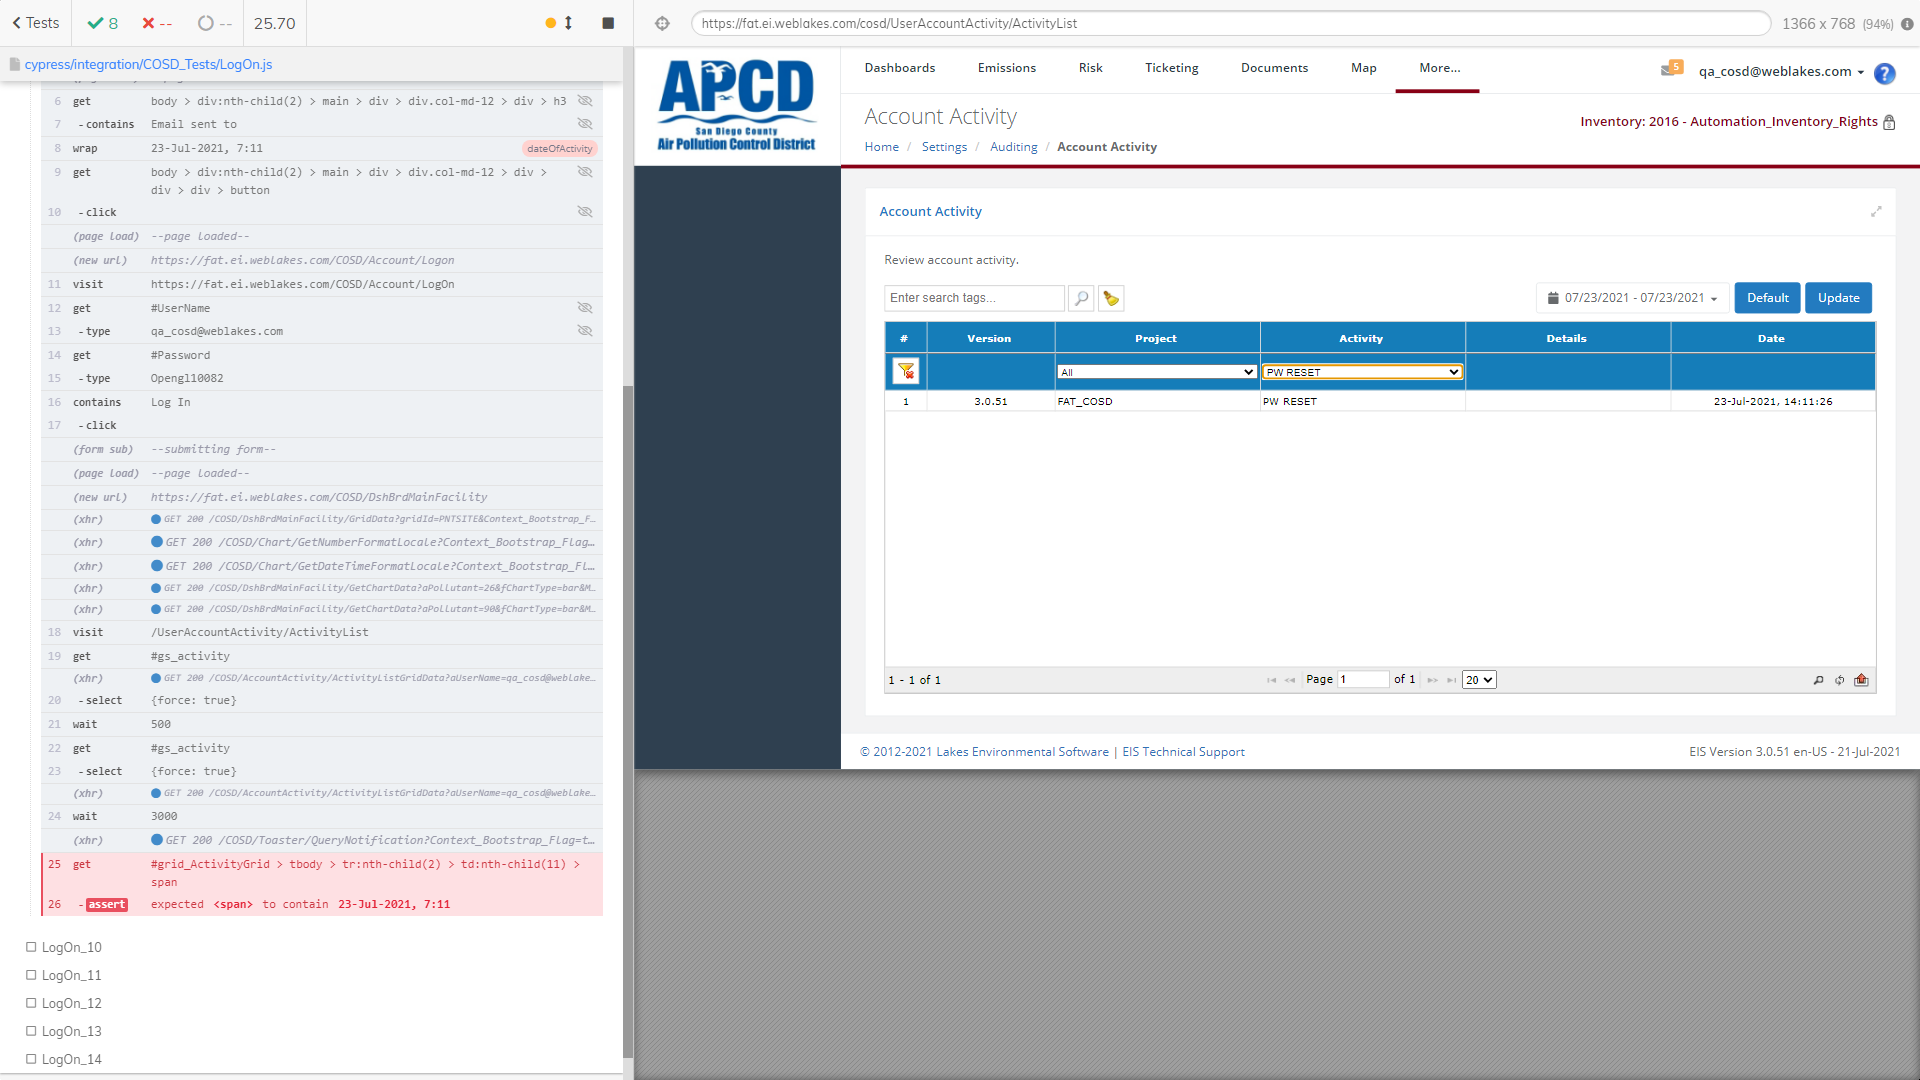 Tests
8
--
--
25.70
cypress/integration/COSD_Tests/LogOn.js
6 get body > div:nth-child(2) > main > div > div.col-md-12 > div > h3
7 -contains Email sent to
8 wrap 23-Jul-2021, 7:11 dateOfActivity
9 get body > div:nth-child(2) > main > div > div.col-md-12 > div >
div > div > button
10 -click
(page load) --page loaded--
(new url) https://fat.ei.weblakes.com/COSD/Account/Logon
11 visit https://fat.ei.weblakes.com/COSD/Account/LogOn
12 get #UserName
13 -type qa_cosd@weblakes.com
14 get #Password
15 -type Opengl10082
16 contains Log In
17 -click
(form sub) --submitting form--
(page load) --page loaded--
(new url) https://fat.ei.weblakes.com/COSD/DshBrdMainFacility
(xhr) GET 200 /COSD/DshBrdMainFacility/GridData?gridId=PNTSITE&Context_Bootstrap_F...
(xhr) GET 200 /COSD/Chart/GetNumberFormatLocale?Context_Bootstrap_Flag...
(xhr) GET 200 /COSD/Chart/GetDateTimeFormatLocale?Context_Bootstrap_Fl...
(xhr) GET 200 /COSD/DshBrdMainFacility/GetChartData?aPollutant=26&fChartType=bar&M...
(xhr) GET 200 /COSD/DshBrdMainFacility/GetChartData?aPollutant=90&fChartType=bar&M...
18 visit /UserAccountActivity/ActivityList
19 get #gs_activity
(xhr) GET 200 /COSD/AccountActivity/ActivityListGridData?aUserName=qa_cosd@weblake...
20 -select {force: true}
21 wait 500
22 get #gs_activity
23 -select {force: true}
(xhr) GET 200 /COSD/AccountActivity/ActivityListGridData?aUserName=qa_cosd@weblake...
24 wait 3000
(xhr) GET 200 /COSD/Toaster/QueryNotification?Context_Bootstrap_Flag=t...
25 get #grid_ActivityGrid > tbody > tr:nth-child(2) > td:nth-child(11) >
span
26 -assert expected <span> to contain 23-Jul-2021, 7:11
LogOn_10
LogOn_11
LogOn_12
LogOn_13
LogOn_14
https://fat.ei.weblakes.com/cosd/UserAccountActivity/ActivityList
1366 x 768 (94%)
APCD
San Diego County
Air Pollution Control District
Dashboards Emissions Risk Ticketing Documents Map More...
5 qa_cosd@weblakes.com ?
Account Activity
Inventory: 2016 - Automation_Inventory_Rights
Home / Settings / Auditing / Account Activity
Account Activity
Review account activity.
Enter search tags...
07/23/2021 - 07/23/2021 Default Update
# Version Project Activity Details Date
All PW RESET
1 3.0.51 FAT_COSD PW RESET 23-Jul-2021, 14:11:26
1 - 1 of 1 Page 1 of 1 20
© 2012-2021 Lakes Environmental Software | EIS Technical Support
EIS Version 3.0.51 en-US - 21-Jul-2021